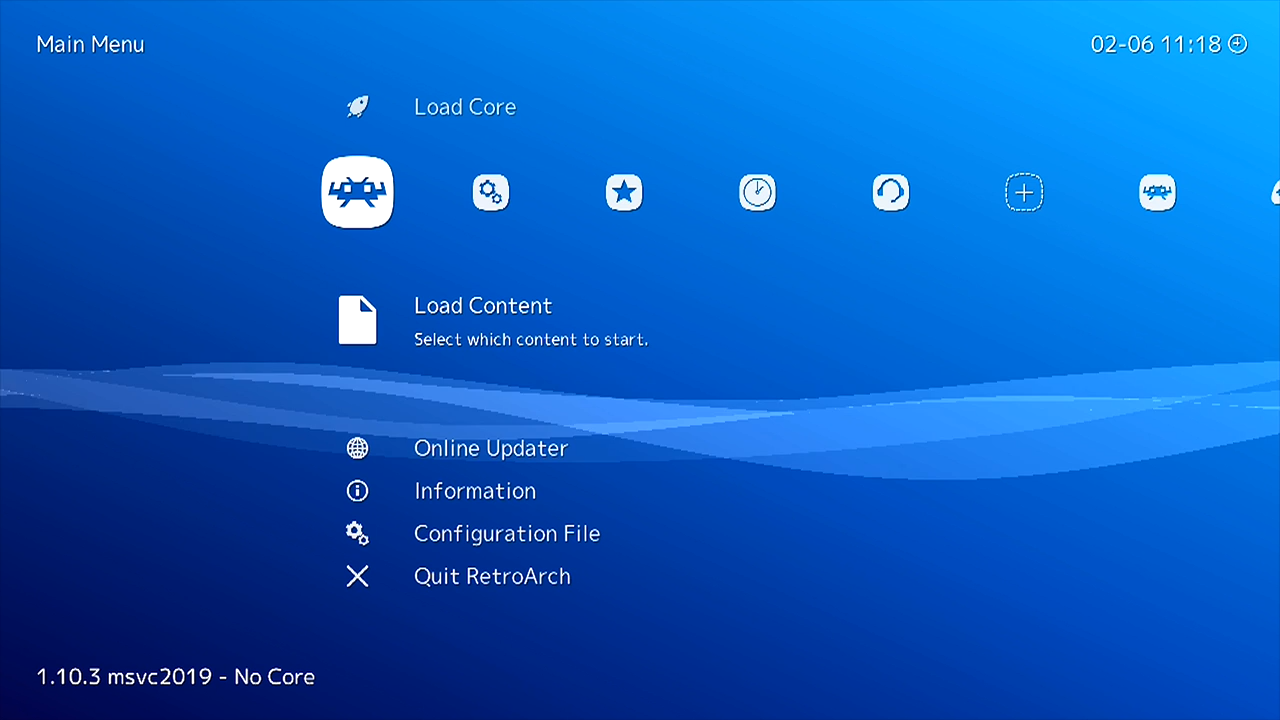 Main Menu
02-06 11:18
Load Core
Load Content
Select which content to start.
Online Updater
Information
Configuration File
Quit RetroArch
1.10.3 msvc2019 - No Core